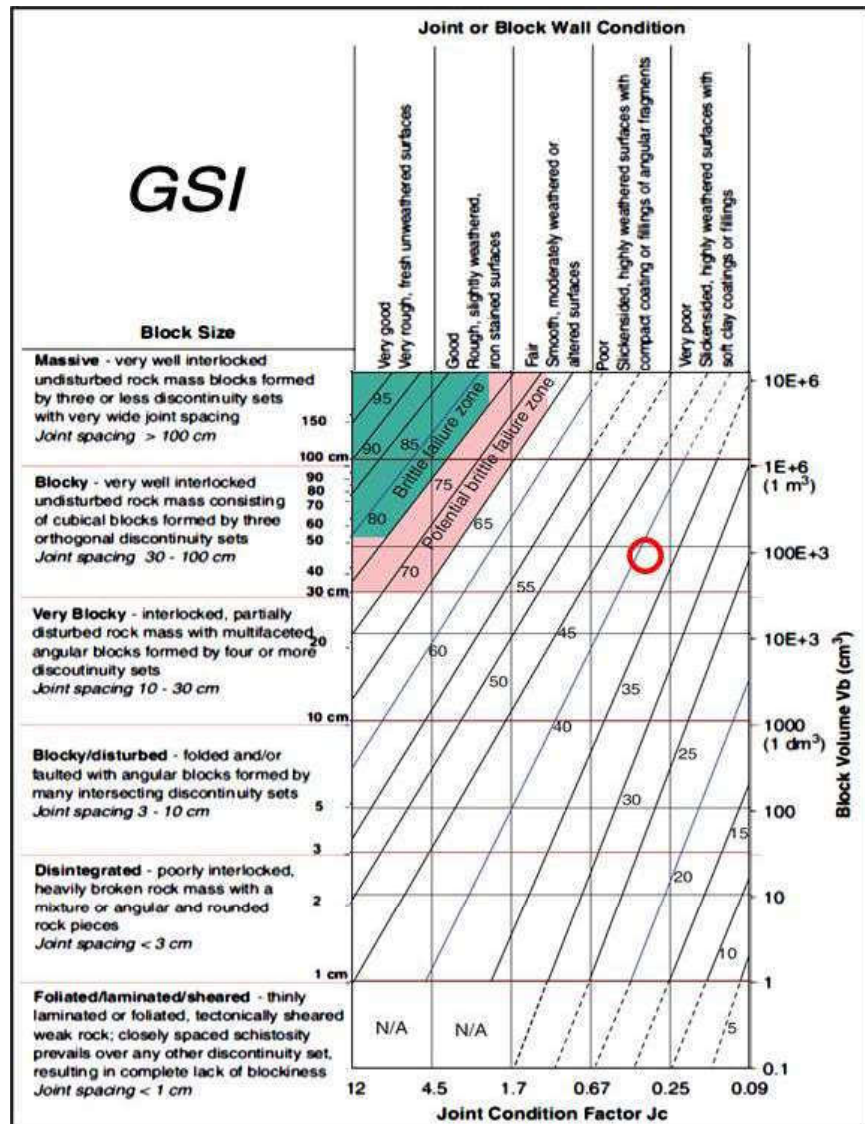 Joint or Block Wall Condition
GSI
Very good
Very rough, fresh unweathered surfaces
Good
Rough, slightly weathered,
iron stained surfaces
Fair
Smooth, moderately weathered or
altered surfaces
Poor
Slickensided, highly weathered surfaces with
compact coating or fillings of angular fragments
Very poor
Slickensided, highly weathered surfaces with
soft clay coatings or fillings
Block Size
Massive - very well interlocked
undisturbed rock mass blocks formed
by three or less discontinuity sets
with very wide joint spacing
Joint spacing > 100 cm
Blocky - very well interlocked
undisturbed rock mass consisting
of cubical blocks formed by three
orthogonal discontinuity sets
Joint spacing 30 - 100 cm
Very Blocky - interlocked, partially
disturbed rock mass with multifaceted
angular blocks formed by four or more
discoutinuity sets
Joint spacing 10 - 30 cm
Blocky/disturbed - folded and/or
faulted with angular blocks formed by
many intersecting discontinuity sets
Joint spacing 3 - 10 cm
Disintegrated - poorly interlocked,
heavily broken rock mass with a
mixture or angular and rounded
rock pieces
Joint spacing < 3 cm
Foliated/laminated/sheared - thinly
laminated or foliated, tectonically sheared
weak rock; closely spaced schistosity
prevails over any other discontinuity set,
resulting in complete lack of blockiness
Joint spacing < 1 cm
150
100 cm
90
80
70
60
50
40
30 cm
20
10 cm
5
3
2
1 cm
95
90
85
80
Brittle failure zone
75
70
Potential brittle failure zone
65
60
55
50
45
40
35
30
25
20
15
10
5
N/A
N/A
10E+6
1E+6
(1 m³)
100E+3
10E+3
1000
(1 dm³)
100
10
1
0.1
Block Volume Vb (cm³)
12 4.5 1.7 0.67 0.25 0.09
Joint Condition Factor Jc